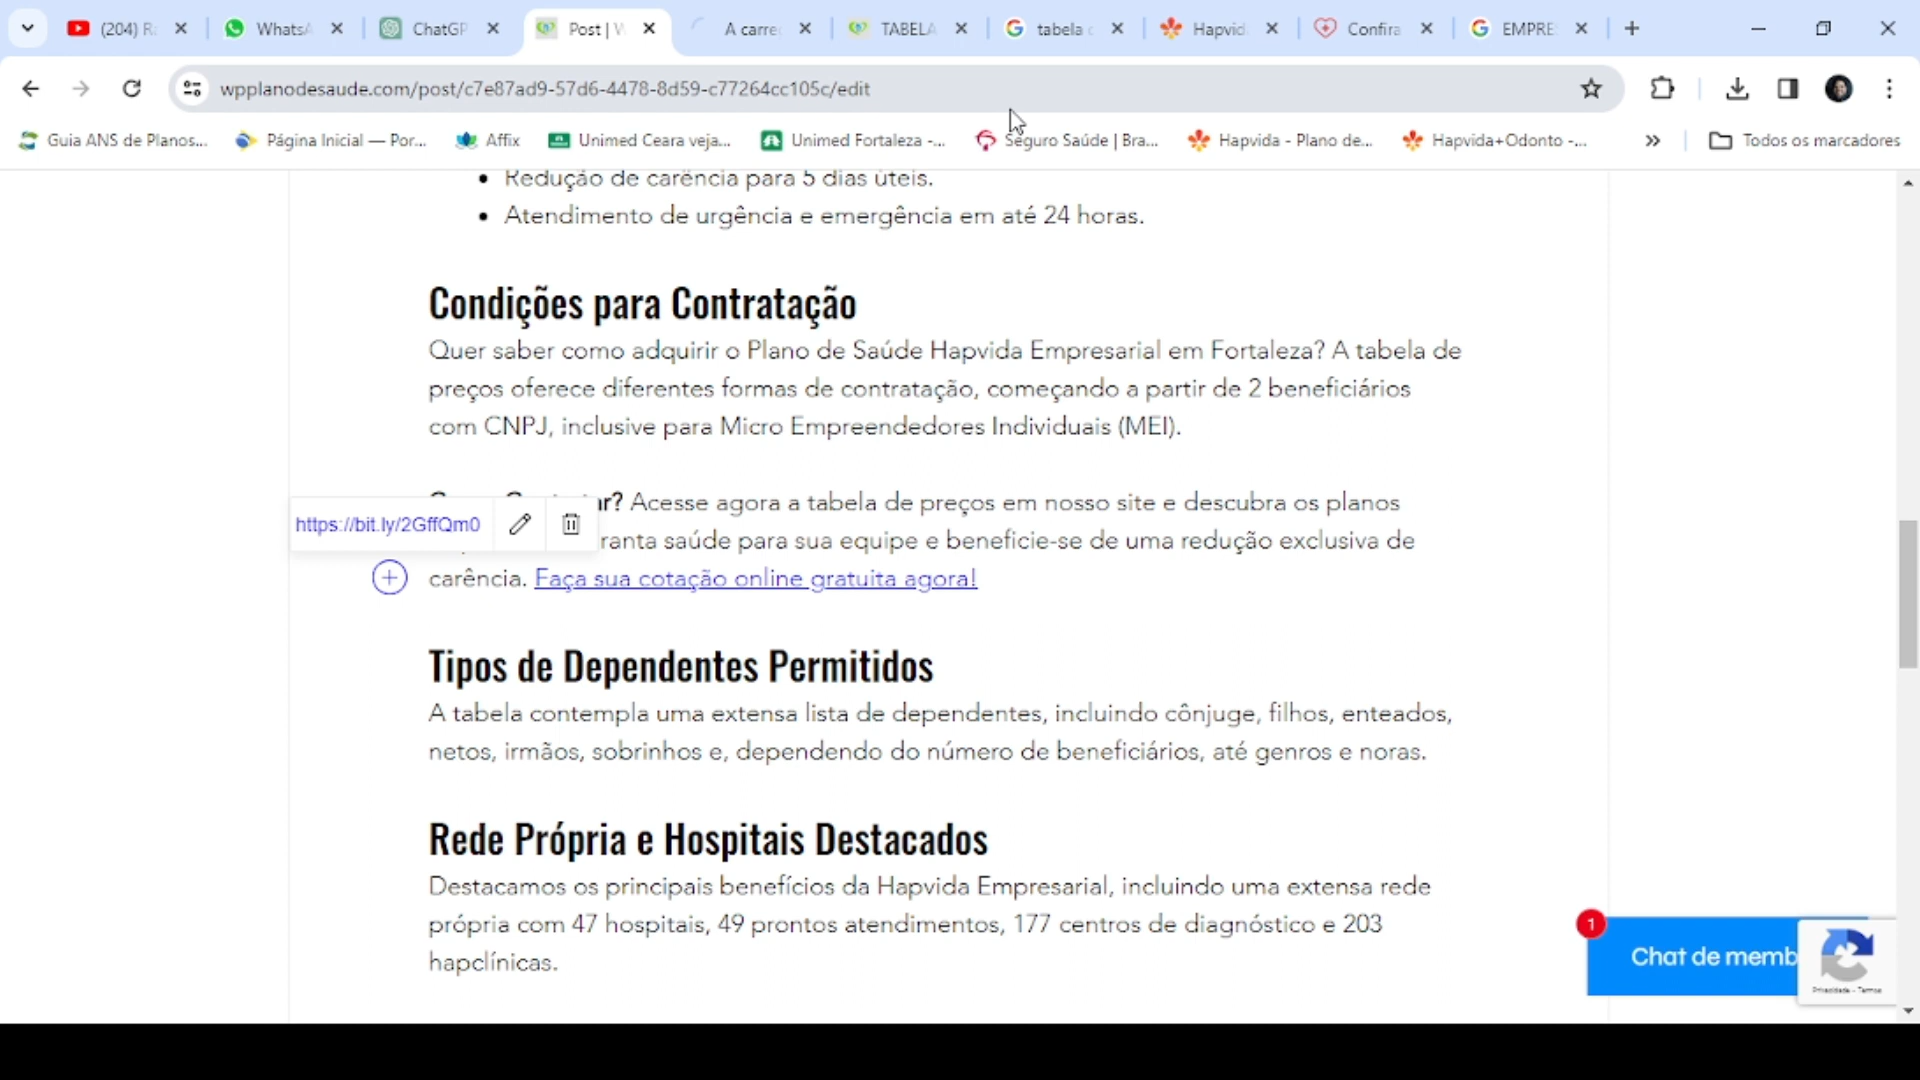 (204) R
WhatsA
ChatGP
Post | W
A carre
TABELA
tabela c
Hapvid
Confira
EMPRE
wpplanodesaude.com/post/c7e87ad9-57d6-4478-8d59-c77264cc105c/edit
Guia ANS de Planos...
Página Inicial — Por...
Affix
Unimed Ceara veja...
Unimed Fortaleza -...
Seguro Saúde | Bra...
Hapvida - Plano de...
Hapvida+Odonto -...
»
Todos os marcadores
• Redução de carência para 5 dias úteis.
• Atendimento de urgência e emergência em até 24 horas.
Condições para Contratação
Quer saber como adquirir o Plano de Saúde Hapvida Empresarial em Fortaleza? A tabela de
preços oferece diferentes formas de contratação, começando a partir de 2 beneficiários
com CNPJ, inclusive para Micro Empreendedores Individuais (MEI).
ar? Acesse agora a tabela de preços em nosso site e descubra os planos
https://bit.ly/2GffQm0
ranta saúde para sua equipe e beneficie-se de uma redução exclusiva de
carência. Faça sua cotação online gratuita agora!
Tipos de Dependentes Permitidos
A tabela contempla uma extensa lista de dependentes, incluindo cônjuge, filhos, enteados,
netos, irmãos, sobrinhos e, dependendo do número de beneficiários, até genros e noras.
Rede Própria e Hospitais Destacados
Destacamos os principais benefícios da Hapvida Empresarial, incluindo uma extensa rede
própria com 47 hospitais, 49 prontos atendimentos, 177 centros de diagnóstico e 203
hapclínicas.
1
Chat de memb
Privacidade - Termos